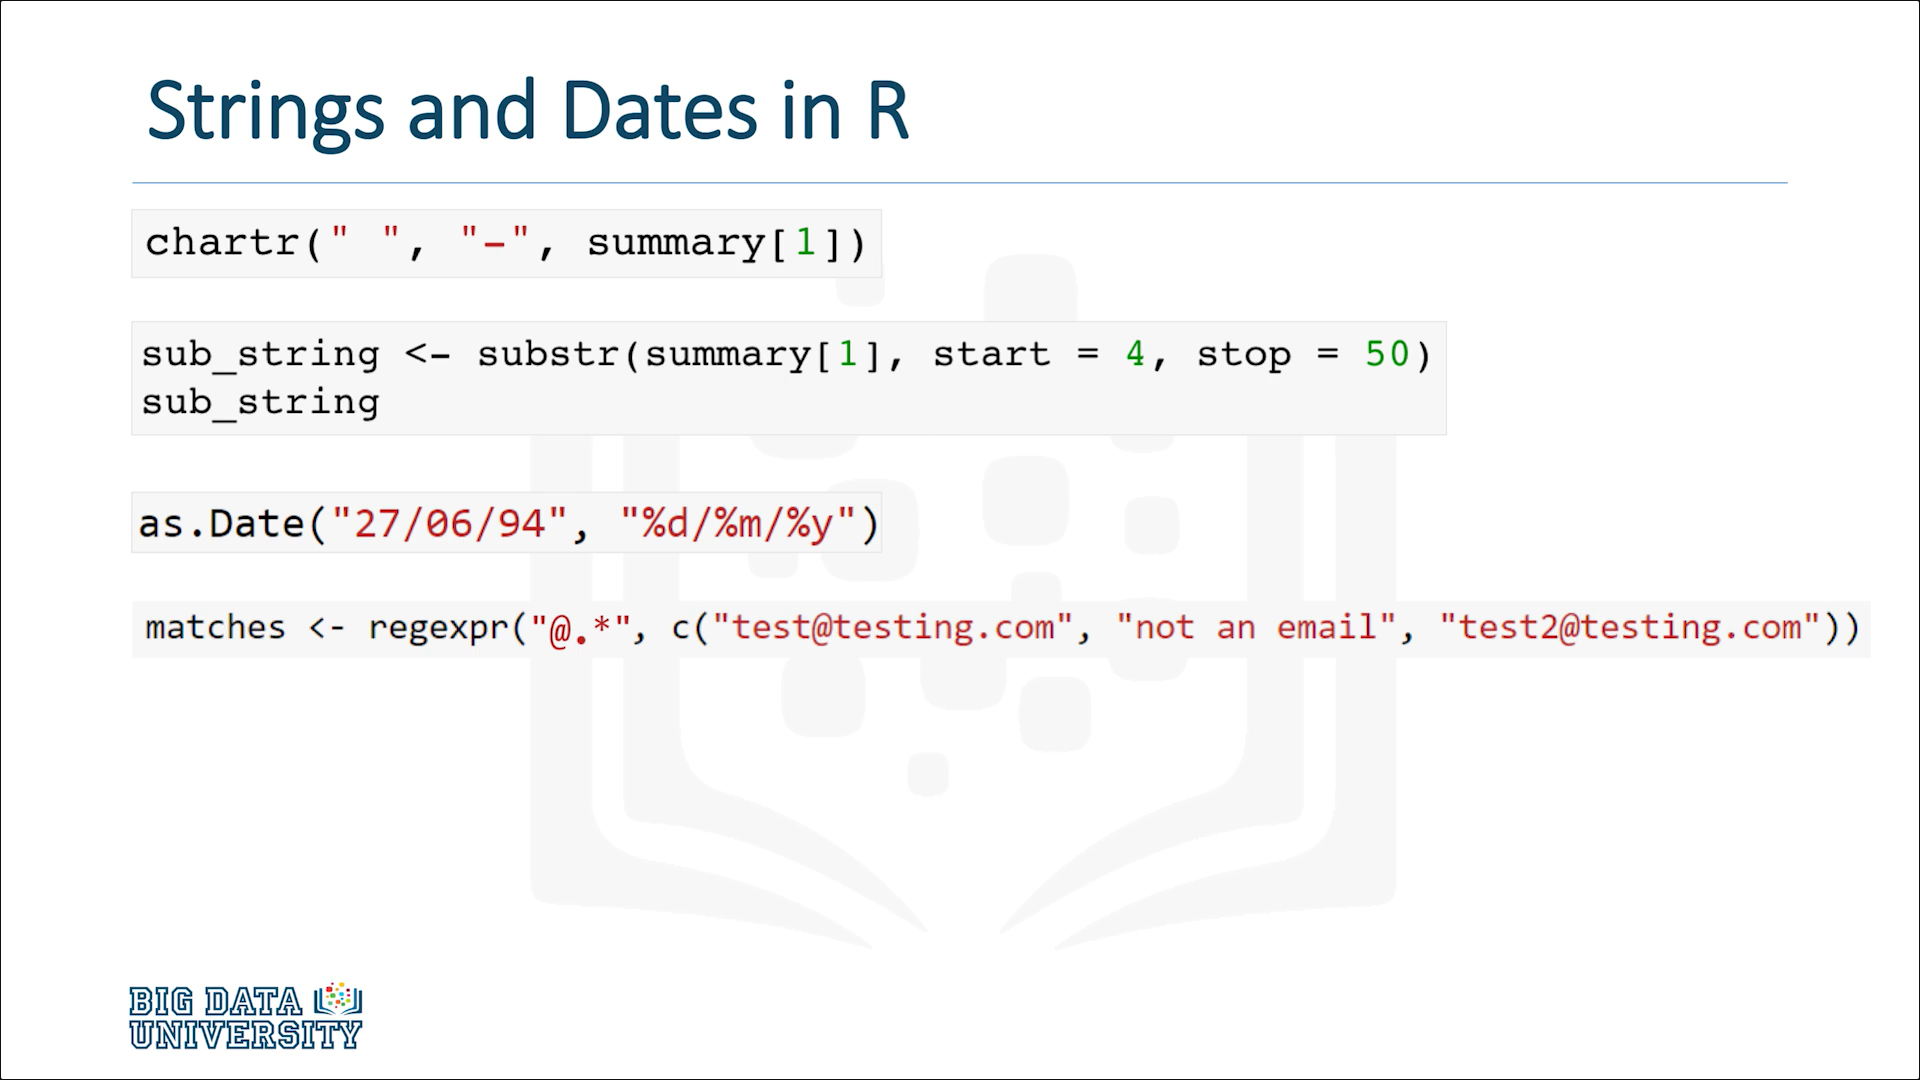 Strings and Dates in R
chartr(" ", "-", summary[1])
sub_string <- substr(summary[1], start = 4, stop = 50)
sub_string
as.Date("27/06/94", "%d/%m/%y")
matches <- regexpr("@.*", c("test@testing.com", "not an email", "test2@testing.com"))
BIG DATA
UNIVERSITY